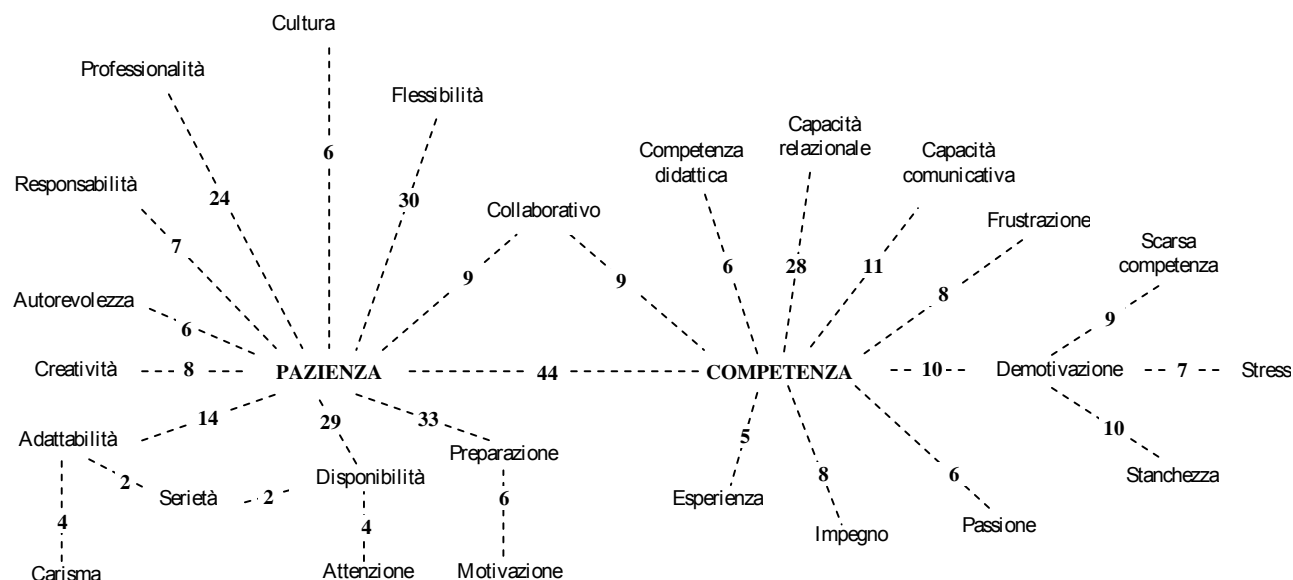 Cultura
Professionalità
Flessibilità
Capacità
relazionale
Competenza
didattica
Capacità
comunicativa
6
Responsabilità
24
30
Collaborativo
Frustrazione
Scarsa
competenza
7
9
9
6
28
11
8
9
Autorevolezza
6
Creatività
8
PAZIENZA
44
COMPETENZA
10
Demotivazione
7
Stress
14
29
33
5
10
Adattabilità
Preparazione
2
Serietà
2
Disponibilità
6
Esperienza
8
6
Stanchezza
4
4
Impegno
Passione
Carisma
Attenzione
Motivazione